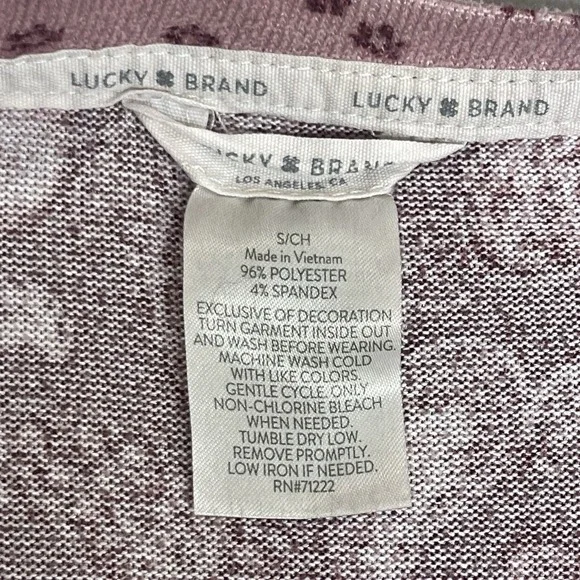 LUCKY BRAND
LUCKY BRAND
BRAND
LOS ANGELES, CA
S/CH
Made in Vietnam
96% POLYESTER
4% SPANDEX
EXCLUSIVE OF DECORATION
TURN GARMENT INSIDE OUT
AND WASH BEFORE WEARING.
MACHINE WASH COLD
WITH LIKE COLORS.
GENTLE CYCLE. ONLY
NON-CHLORINE BLEACH
WHEN NEEDED.
TUMBLE DRY LOW.
REMOVE PROMPTLY.
LOW IRON IF NEEDED.
RN#71222